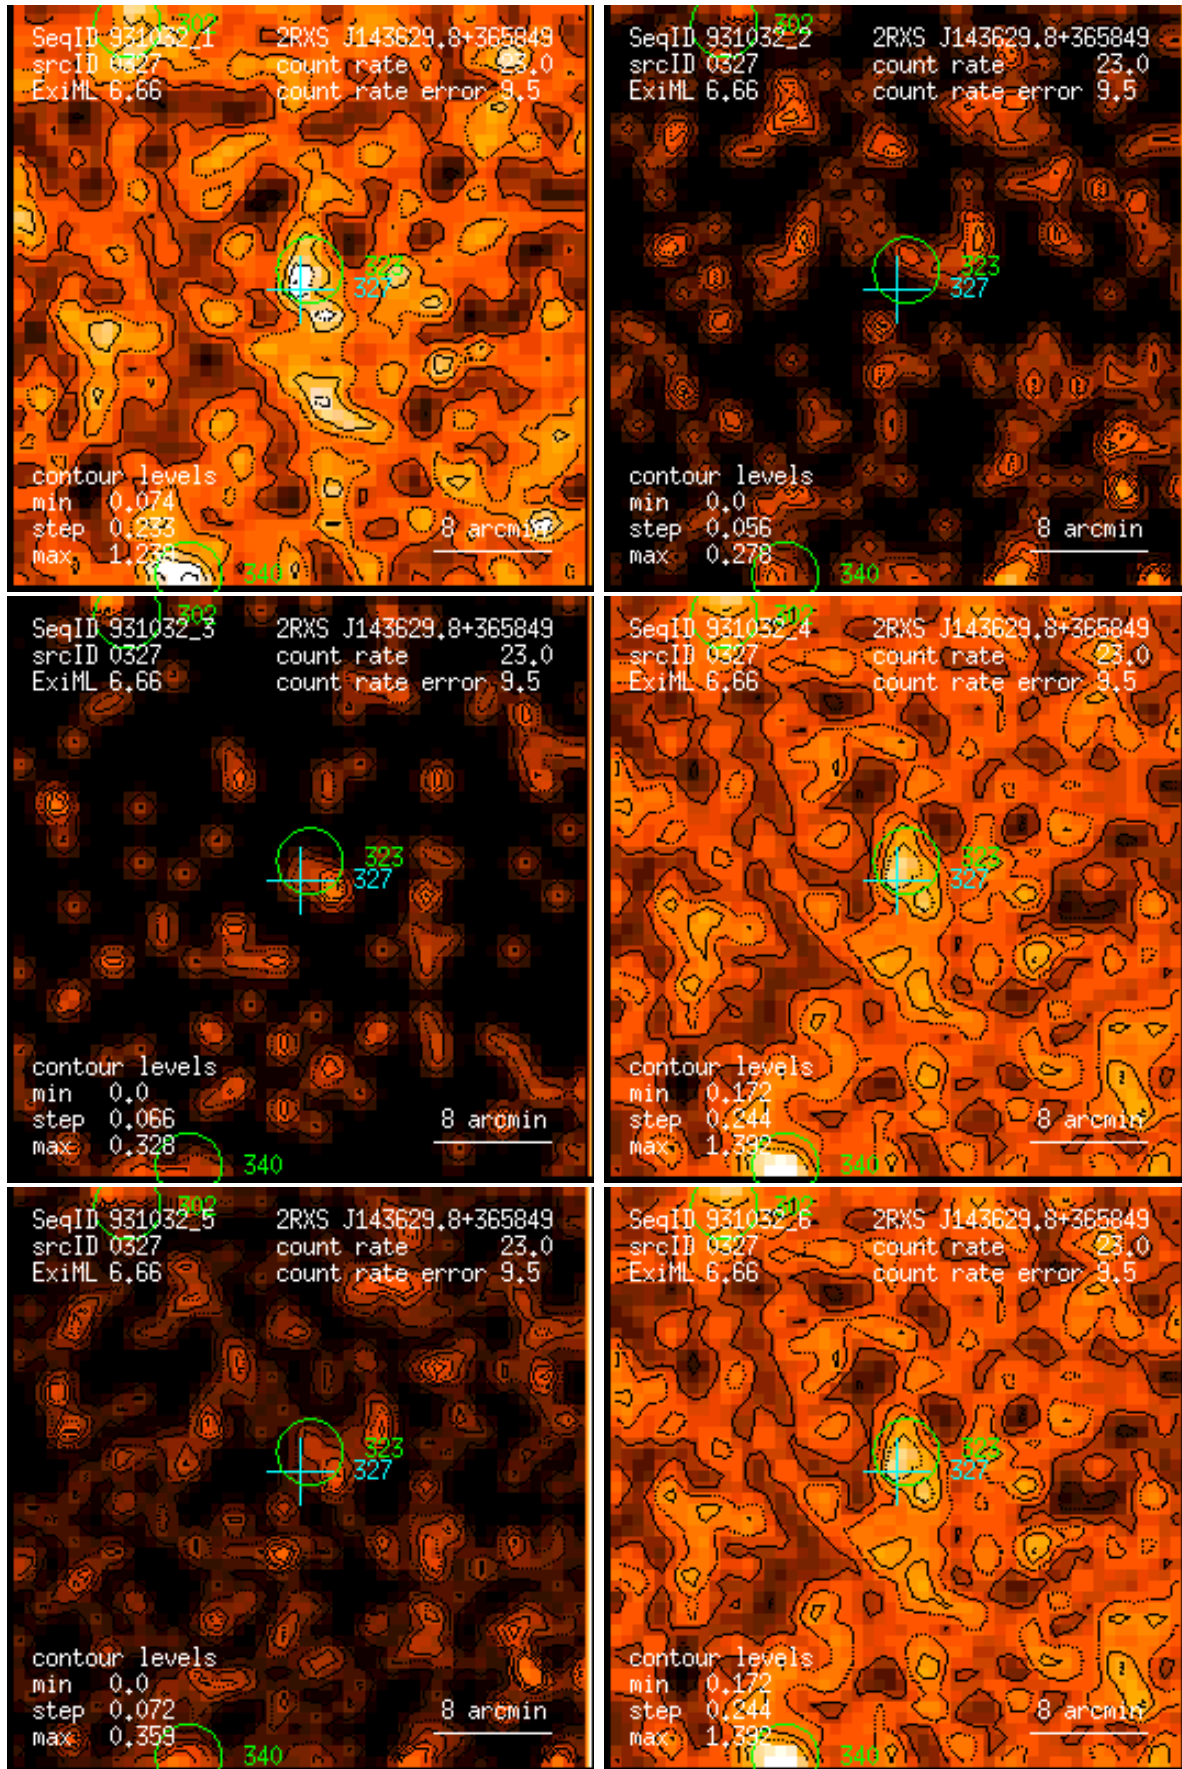 302
SeqID 931032_1 2RXS J143629.8+365849
srcID 0327 count rate 23.0
ExiML 6.66 count rate error 9.5
323
327
contour levels
min 0.074
step 0.233
max 1.239
8 arcmin
340
302
SeqID 931032_2 2RXS J143629.8+365849
srcID 0327 count rate 23.0
ExiML 6.66 count rate error 9.5
323
327
contour levels
min 0.0
step 0.056
max 0.278
8 arcmin
340
302
SeqID 931032_3 2RXS J143629.8+365849
srcID 0327 count rate 23.0
ExiML 6.66 count rate error 9.5
323
327
contour levels
min 0.0
step 0.066
max 0.328
8 arcmin
340
302
SeqID 931032_4 2RXS J143629.8+365849
srcID 0327 count rate 23.0
ExiML 6.66 count rate error 9.5
323
327
contour levels
min 0.172
step 0.244
max 1.392
8 arcmin
340
302
SeqID 931032_5 2RXS J143629.8+365849
srcID 0327 count rate 23.0
ExiML 6.66 count rate error 9.5
323
327
contour levels
min 0.0
step 0.072
max 0.359
8 arcmin
340
302
SeqID 931032_6 2RXS J143629.8+365849
srcID 0327 count rate 23.0
ExiML 6.66 count rate error 9.5
323
327
contour levels
min 0.172
step 0.244
max 1.392
8 arcmin
340